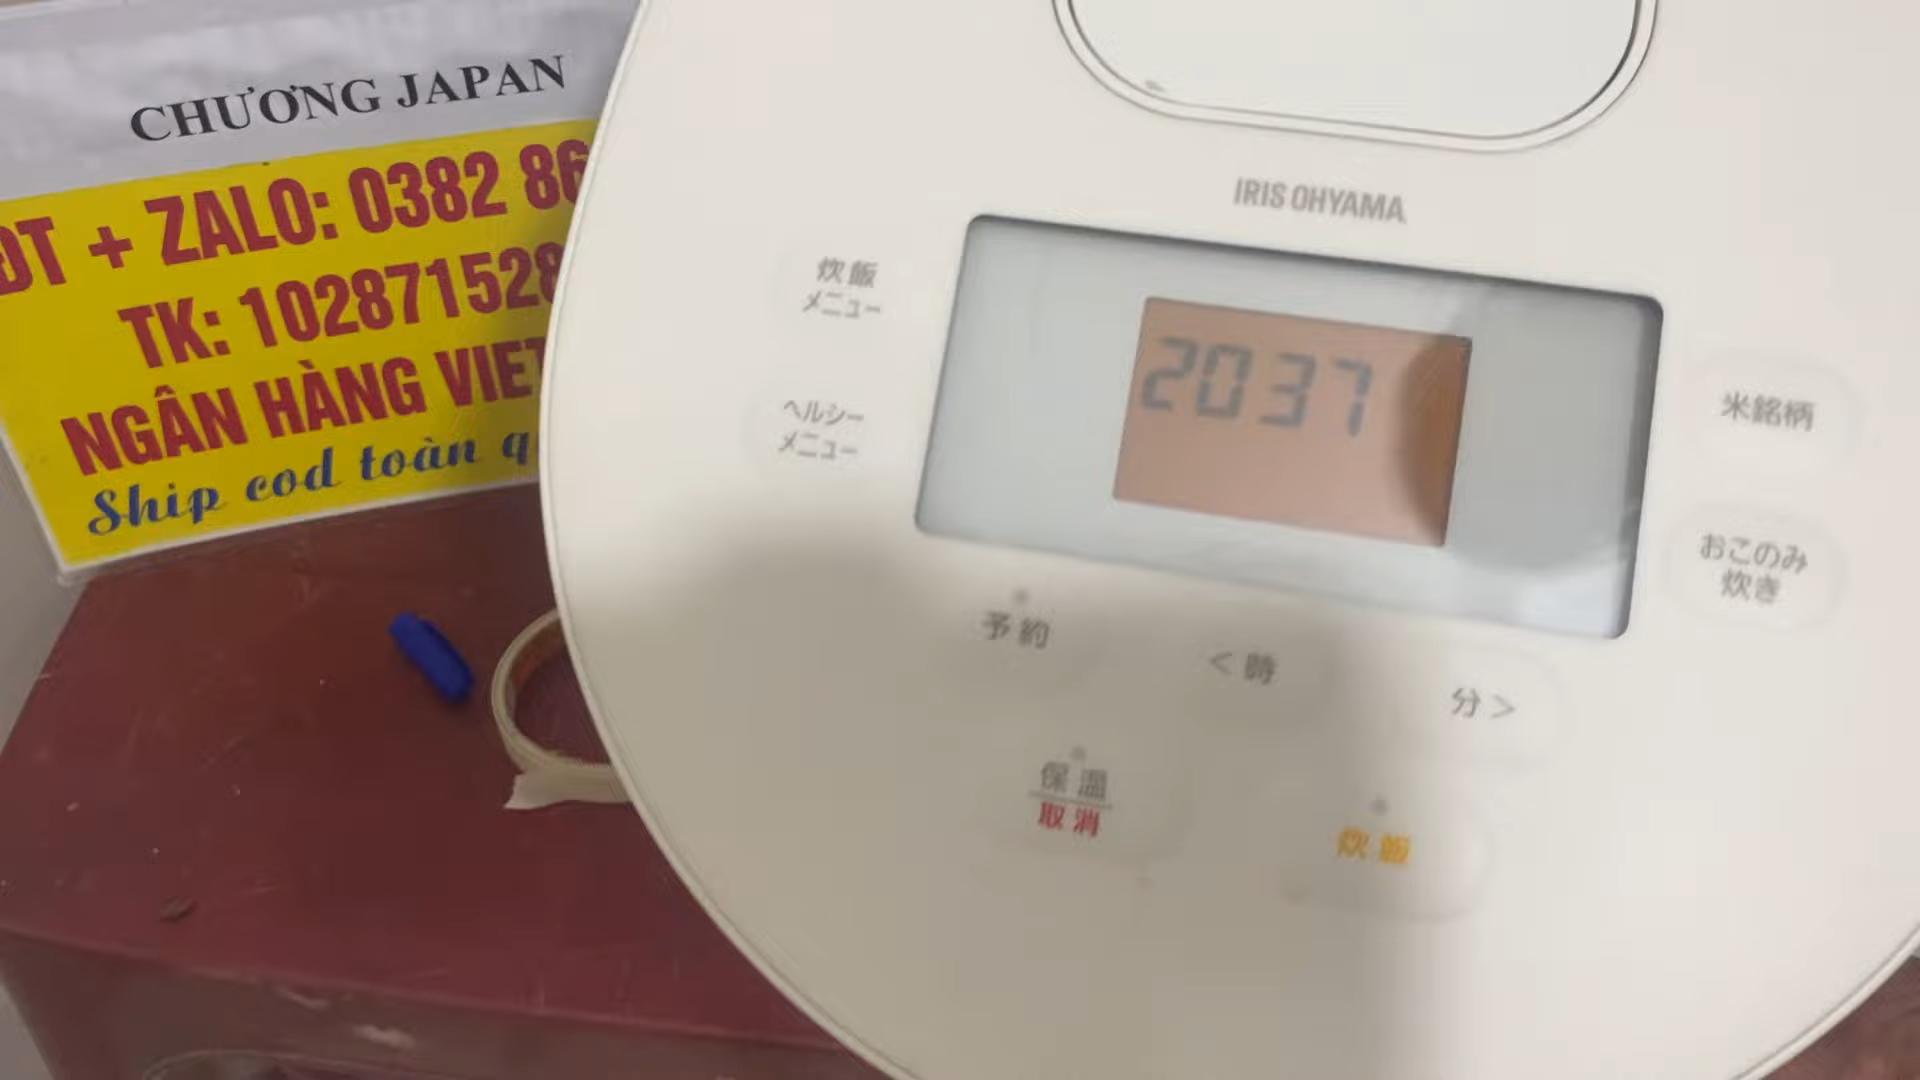 CHƯƠNG JAPAN
ĐT + ZALO: 0382 86
TK: 102871528
NGÂN HÀNG VIET
Ship cod toàn q
IRIS OHYAMA
炊飯
メニュー
ヘルシー
メニュー
2037
米銘柄
おこのみ
炊き
予約
< 時
分 >
保温
取消
炊飯